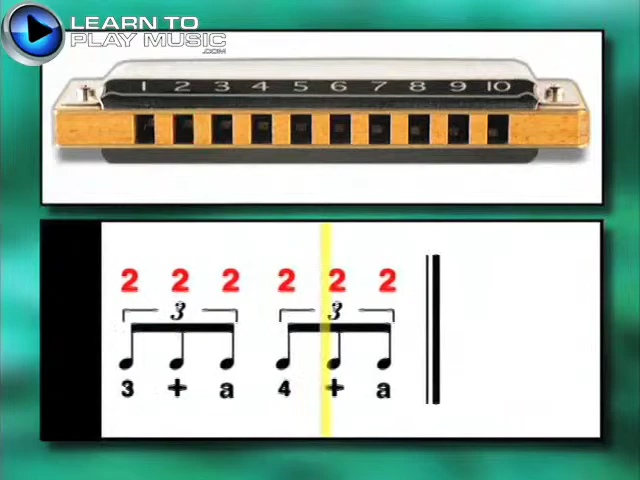 LEARN TO
PLAY MUSIC
.COM
1 2 3 4 5 6 7 8 9 10
2 2 2 2 2 2
3 3
3 + a 4 + a